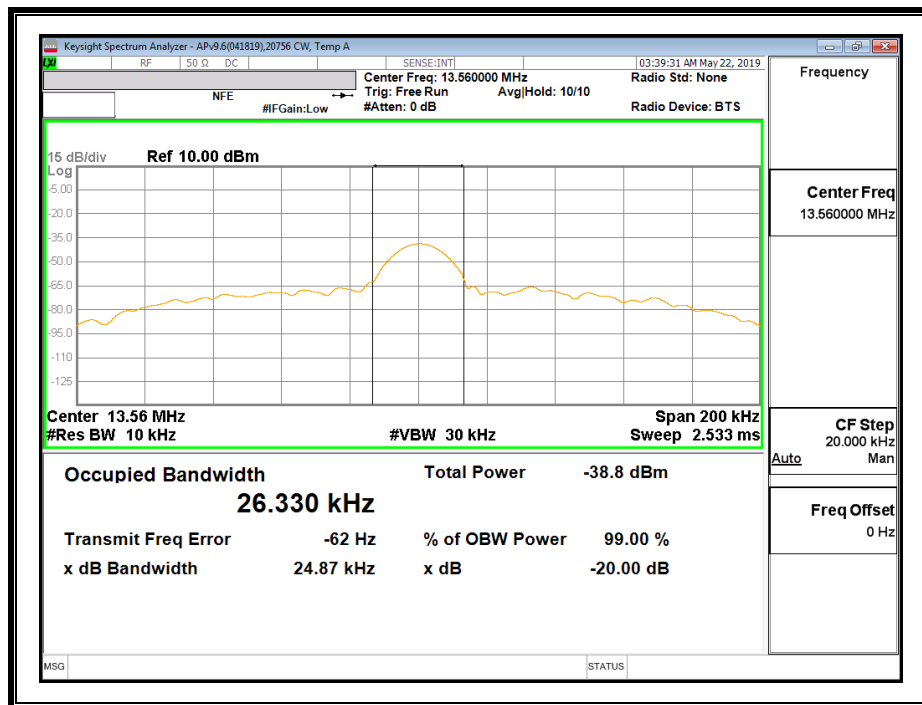 Keysight Spectrum Analyzer - APv9.6(041819),20756 CW, Temp A
LXI RF 50 Ω DC SENSE:INT 03:39:31 AM May 22, 2019
Center Freq: 13.560000 MHz Radio Std: None
NFE Trig: Free Run Avg|Hold: 10/10
#IFGain:Low #Atten: 0 dB Radio Device: BTS
Frequency
15 dB/div Ref 10.00 dBm
Log
-5.00
-20.0
-35.0
-50.0
-65.0
-80.0
-95.0
-110
-125
Center 13.56 MHz Span 200 kHz
#Res BW 10 kHz #VBW 30 kHz Sweep 2.533 ms
Center Freq
13.560000 MHz
CF Step
20.000 kHz
Auto Man
Freq Offset
0 Hz
Occupied Bandwidth Total Power -38.8 dBm
26.330 kHz
Transmit Freq Error -62 Hz % of OBW Power 99.00 %
x dB Bandwidth 24.87 kHz x dB -20.00 dB
MSG STATUS